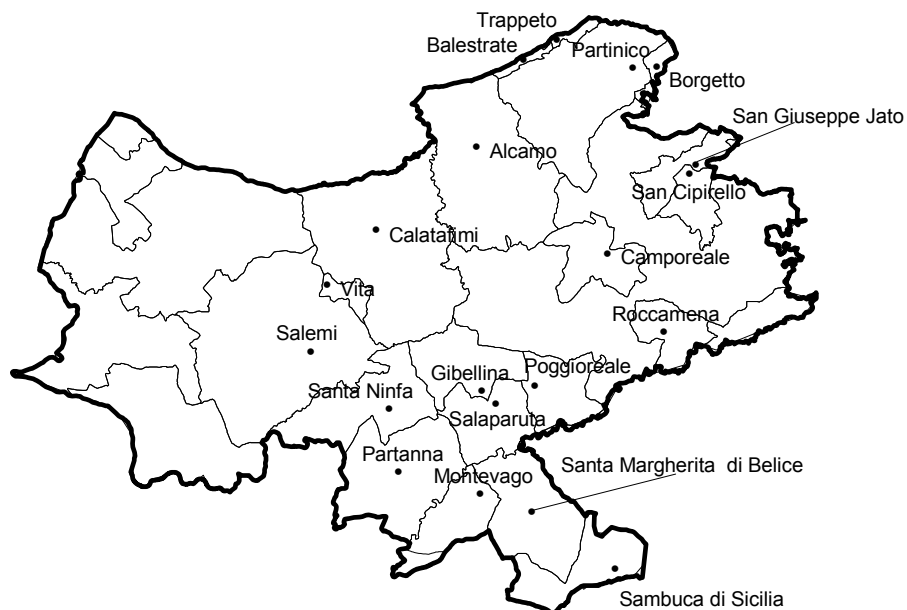 Trappeto
Balestrate
Partinico
Borgetto
San Giuseppe Jato
Alcamo
San Cipirello
Calatafimi
Camporeale
Vita
Roccamena
Salemi
Gibellina
Poggioreale
Santa Ninfa
Salaparuta
Partanna
Santa Margherita  di Belice
Montevago
Sambuca di Sicilia